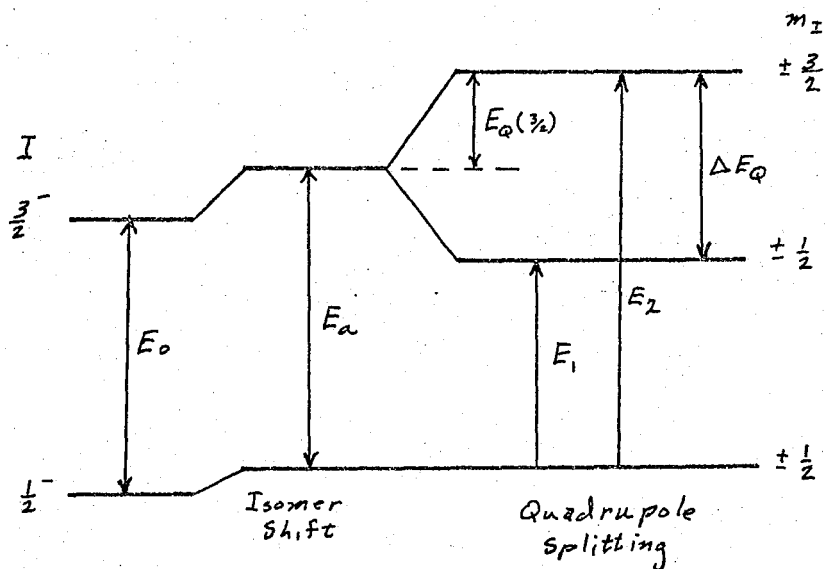 m_I
± 3/2
E_Q(3/2)
I
3/2⁻
ΔE_Q
± 1/2
E_a
E_2
E_0
E_1
1/2⁻
± 1/2
Isomer
Shift
Quadrupole
Splitting